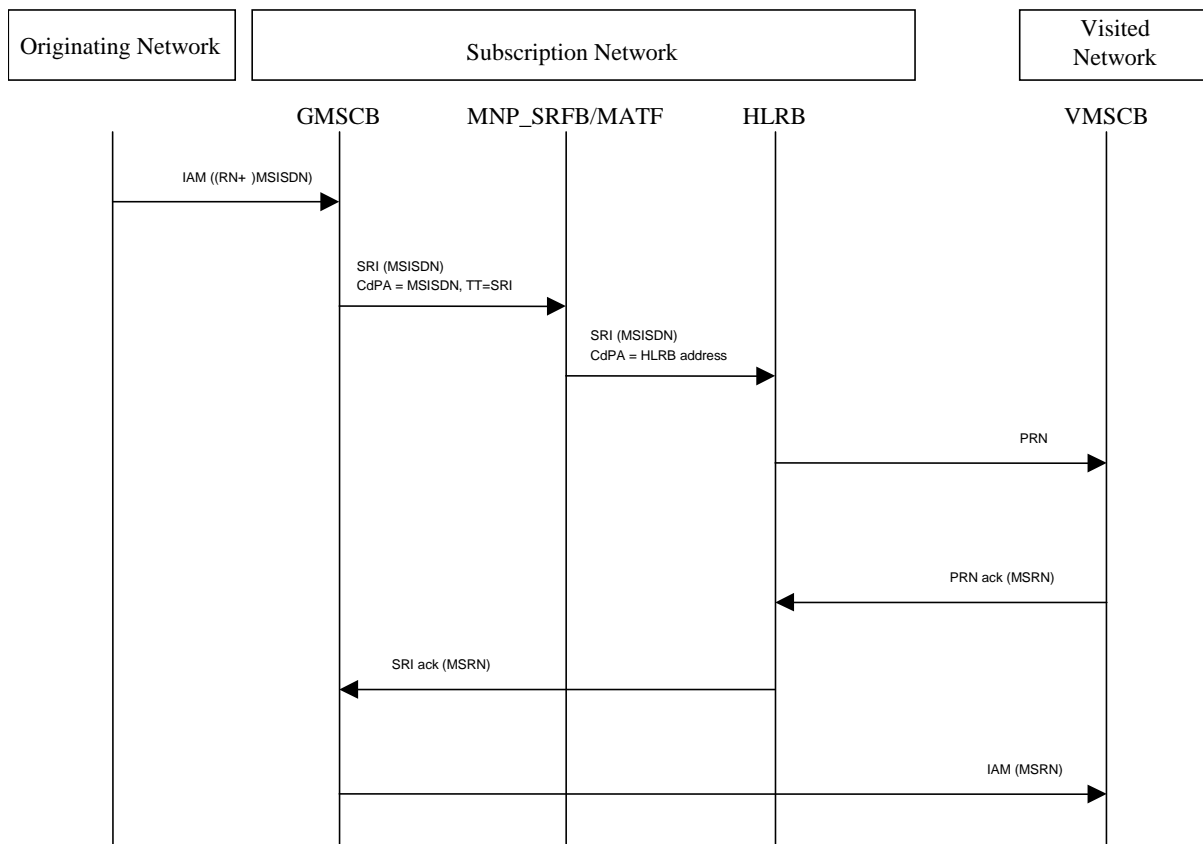 Originating Network
Subscription Network
Visited
Network
GMSCB
MNP_SRFB/MATF
HLRB
VMSCB
IAM ((RN+ )MSISDN)
SRI (MSISDN)
CdPA = MSISDN, TT=SRI
SRI (MSISDN)
CdPA = HLRB address
PRN
PRN ack (MSRN)
SRI ack (MSRN)
IAM (MSRN)